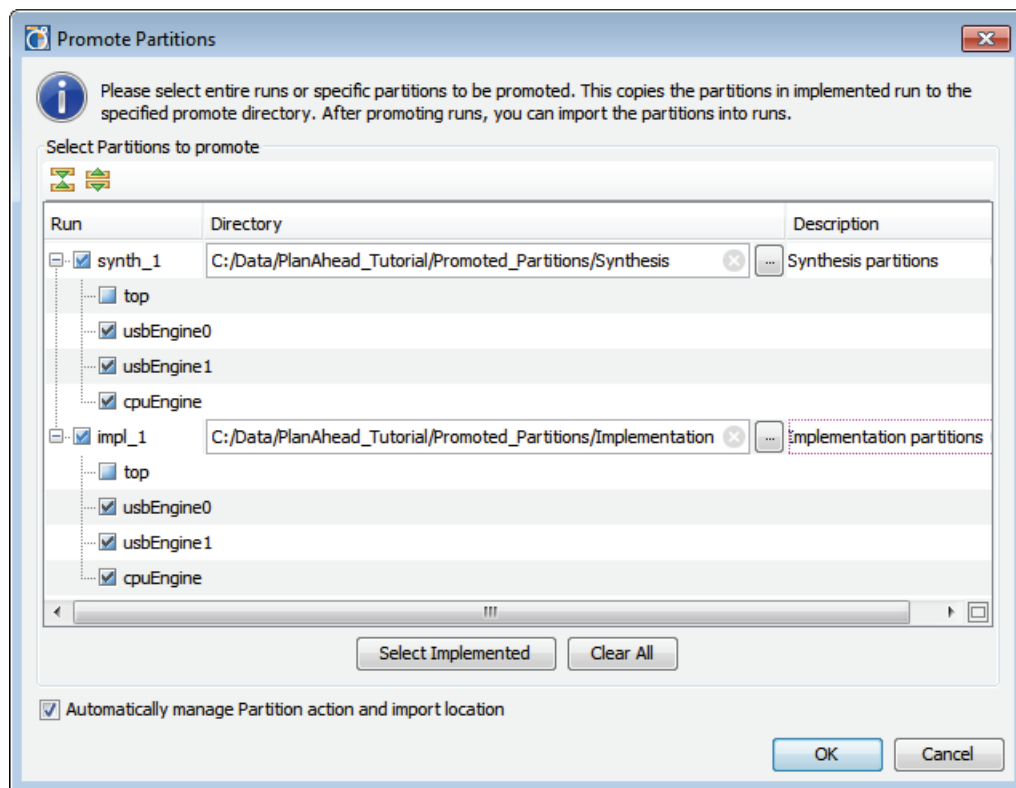 Promote Partitions
Please select entire runs or specific partitions to be promoted. This copies the partitions in implemented run to the
specified promote directory. After promoting runs, you can import the partitions into runs.
Select Partitions to promote
Run Directory Description
synth_1 C:/Data/PlanAhead_Tutorial/Promoted_Partitions/Synthesis ... Synthesis partitions
top
usbEngine0
usbEngine1
cpuEngine
impl_1 C:/Data/PlanAhead_Tutorial/Promoted_Partitions/Implementation ... Implementation partitions
top
usbEngine0
usbEngine1
cpuEngine
Select Implemented Clear All
Automatically manage Partition action and import location
OK Cancel